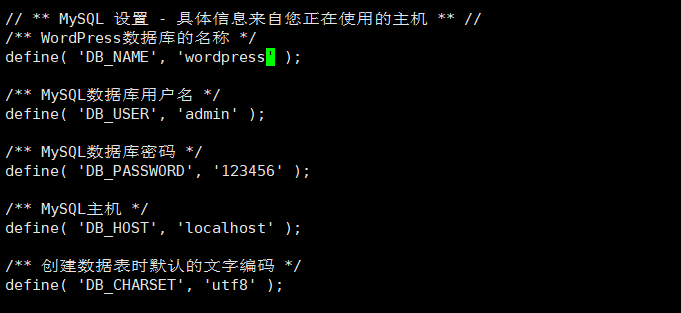 // ** MySQL 设置 - 具体信息来自您正在使用的主机 ** //
/** WordPress数据库的名称 */
define( 'DB_NAME', 'wordpress' );
/** MySQL数据库用户名 */
define( 'DB_USER', 'admin' );
/** MySQL数据库密码 */
define( 'DB_PASSWORD', '123456' );
/** MySQL主机 */
define( 'DB_HOST', 'localhost' );
/** 创建数据表时默认的文字编码 */
define( 'DB_CHARSET', 'utf8' );